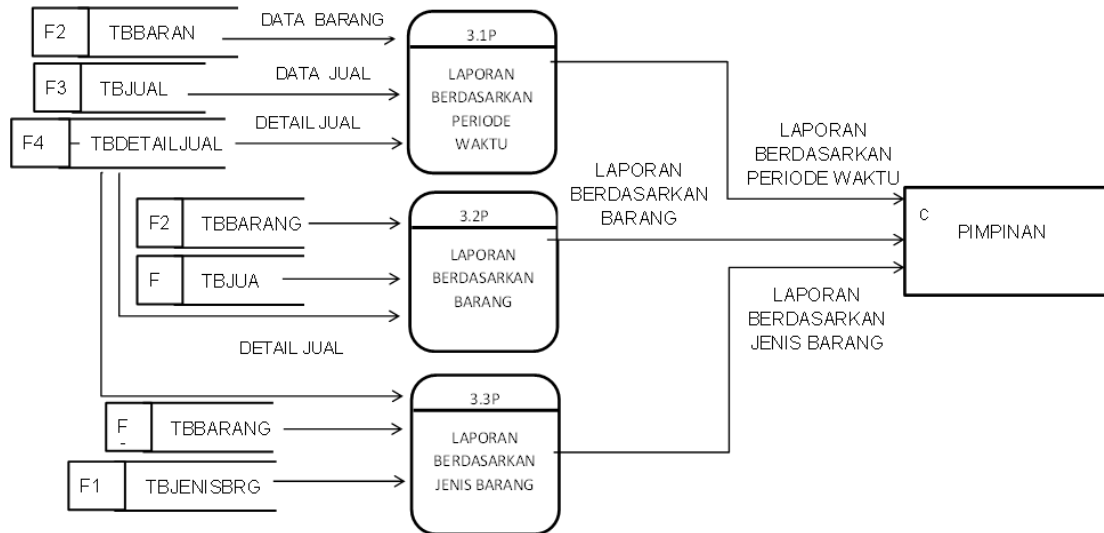 F2 TBBARAN DATA BARANG
F3 TBJUAL DATA JUAL
F4 TBDETAILJUAL DETAIL JUAL
3.1P
LAPORAN
BERDASARKAN
PERIODE
WAKTU
LAPORAN
BERDASARKAN
PERIODE WAKTU
F2 TBBARANG
F TBJUA
DETAIL JUAL
3.2P
LAPORAN
BERDASARKAN
BARANG
LAPORAN
BERDASARKAN
BARANG
C
PIMPINAN
F TBBARANG
F1 TBJENISBRG
3.3P
LAPORAN
BERDASARKAN
JENIS BARANG
LAPORAN
BERDASARKAN
JENIS BARANG